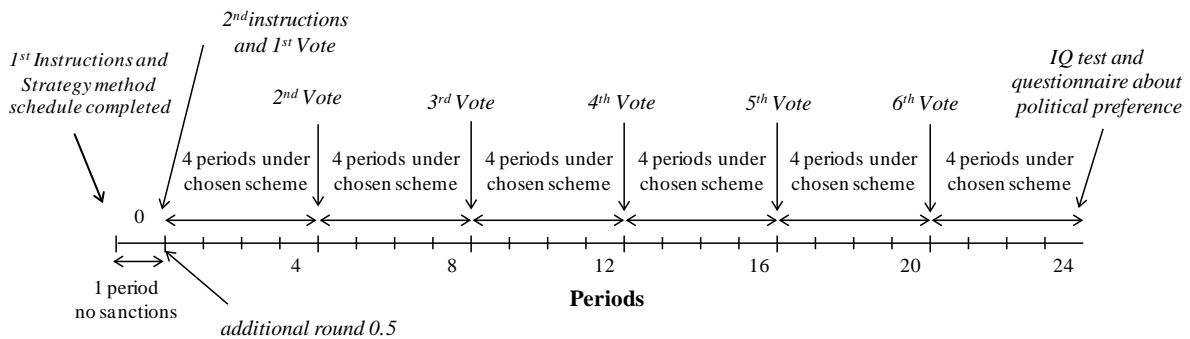 2nd instructions
and 1st Vote
1st Instructions and
Strategy method
schedule completed
IQ test and
questionnaire about
political preference
2nd Vote
3rd Vote
4th Vote
5th Vote
6th Vote
4 periods under
chosen scheme
4 periods under
chosen scheme
4 periods under
chosen scheme
4 periods under
chosen scheme
4 periods under
chosen scheme
4 periods under
chosen scheme
0
4
8
12
16
20
24
1 period
no sanctions
Periods
additional round 0.5